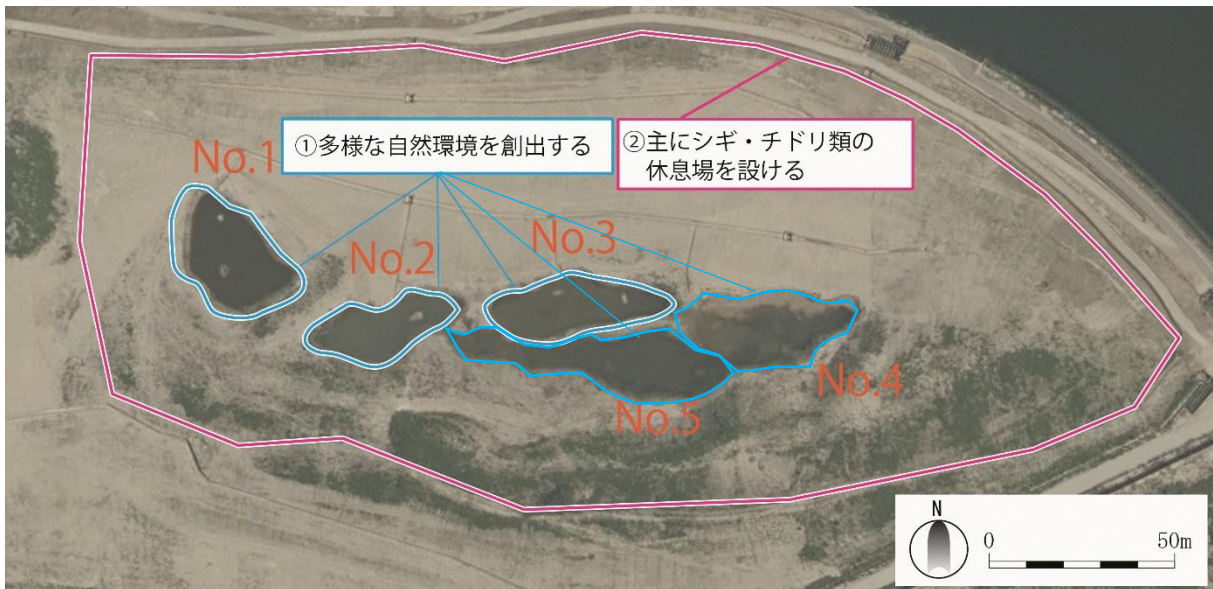 ①多様な自然環境を創出する
②主にシギ・チドリ類の
休息場を設ける
No.1
No.2
No.3
No.4
No.5
N
0 50m